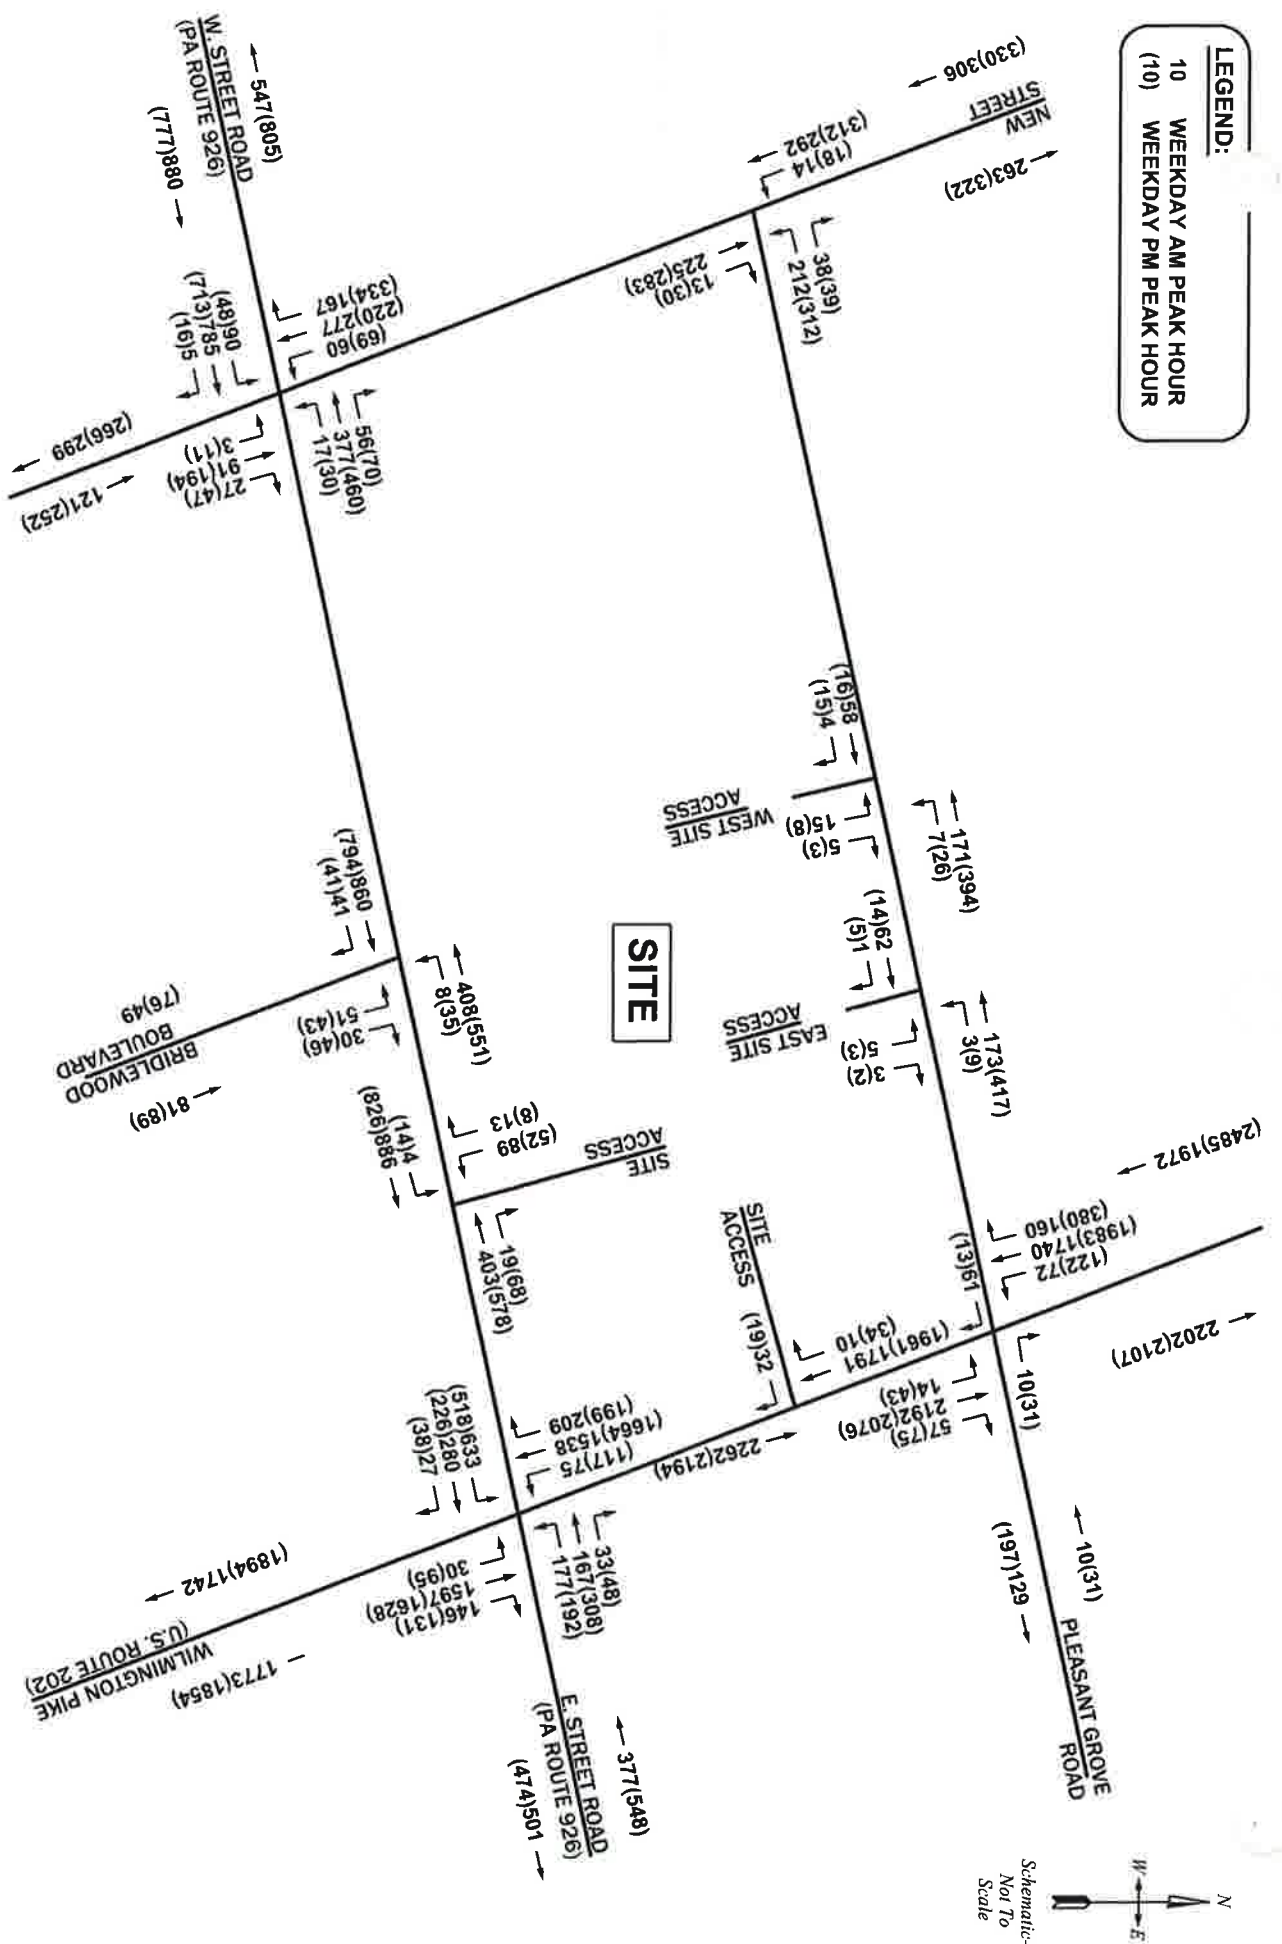 LEGEND:
10 WEEKDAY AM PEAK HOUR
(10) WEEKDAY PM PEAK HOUR
N
W E
Schematic-
Not To
Scale
(330)306
NEW
STREET
263(322)
(312)292
(18)14
38(39)
212(312)
225(283)
13(30)
547(805)
W. STREET ROAD
(PA ROUTE 926)
(777)880
(334)167
(220)277
(69)60
(48)90
(713)785
(16)5
56(70)
377(460)
17(30)
3(11)
91(194)
27(47)
(266)299
121(252)
(16)58
(15)4
WEST SITE
ACCESS
15(8)
5(3)
171(394)
7(26)
(14)62
(5)1
EAST SITE
ACCESS
5(3)
3(2)
173(417)
3(9)
SITE
(794)860
(41)41
408(551)
8(35)
51(43)
30(46)
(76)49
BRIDLEWOOD
BOULEVARD
81(89)
(8)13
(52)89
SITE
ACCESS
(14)4
(826)886
19(68)
403(578)
(2485)1972
(380)160
(1983)1740
(122)72
2202(2107)
(13)61
10(31)
14(43)
2192(2076)
57(75)
10(31)
(197)129
PLEASANT GROVE
ROAD
SITE
ACCESS
(19)32
(34)10
(1961)1791
2262(2194)
(199)209
(1664)1538
(117)75
(518)633
(226)280
(38)27
33(48)
167(308)
177(192)
30(95)
1597(1628)
146(131)
(1894)1742
WILMINGTON PIKE
(U.S. ROUTE 202)
1773(1854)
377(548)
E. STREET ROAD
(PA ROUTE 926)
(474)501